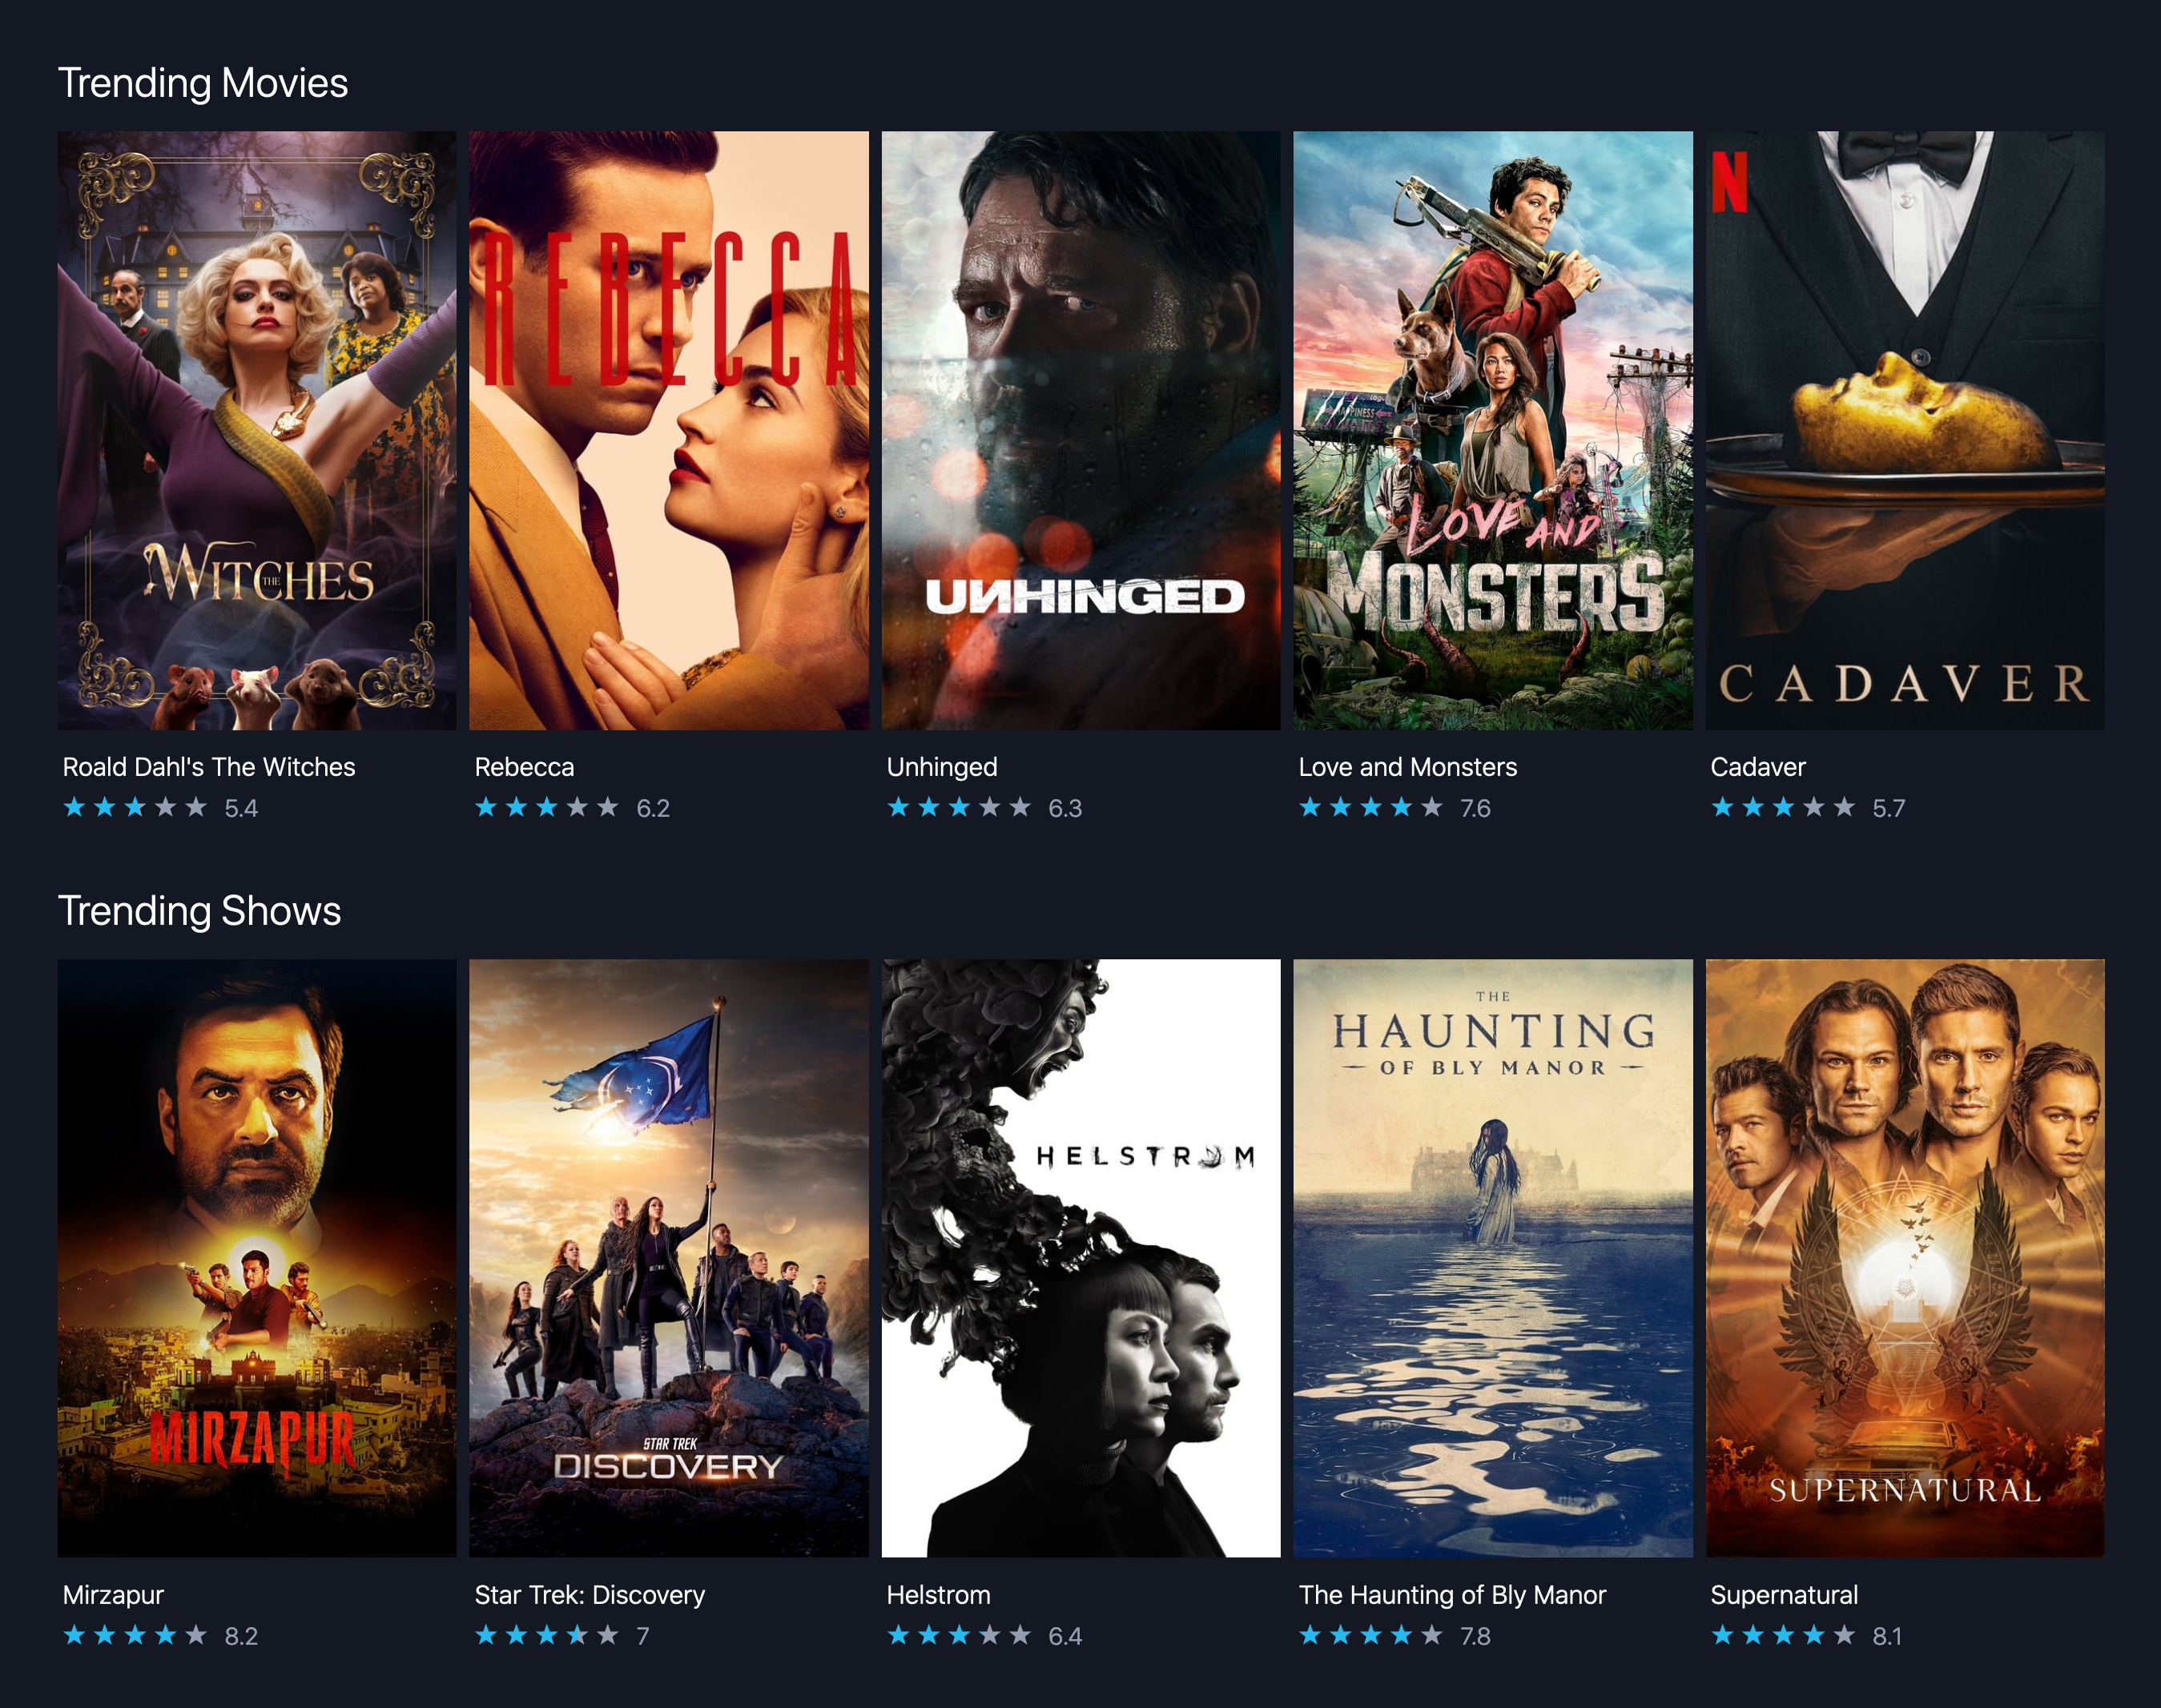 Trending Movies
THE WITCHES
REBECCA
UNHINGED
LOVE AND
MONSTERS
N
CADAVER
Roald Dahl's The Witches
5.4
Rebecca
6.2
Unhinged
6.3
Love and Monsters
7.6
Cadaver
5.7
Trending Shows
MIRZAPUR
STAR TREK
DISCOVERY
HELSTROM
THE
HAUNTING
OF BLY MANOR
SUPERNATURAL
Mirzapur
8.2
Star Trek: Discovery
7
Helstrom
6.4
The Haunting of Bly Manor
7.8
Supernatural
8.1